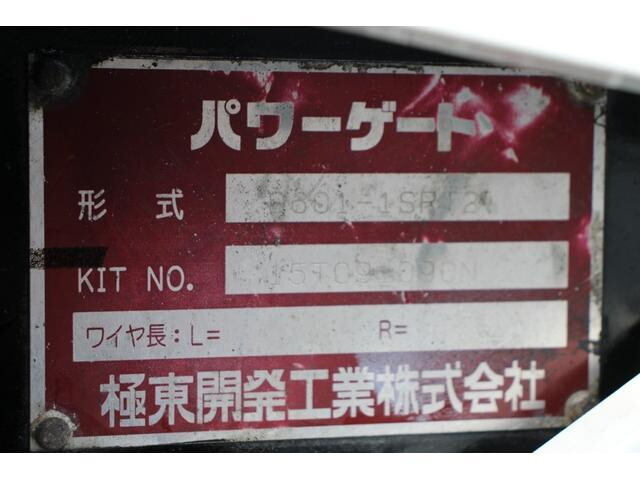 パワーゲート
形 式
KIT NO.
ワイヤ長:L= R=
極東開発工業株式会社